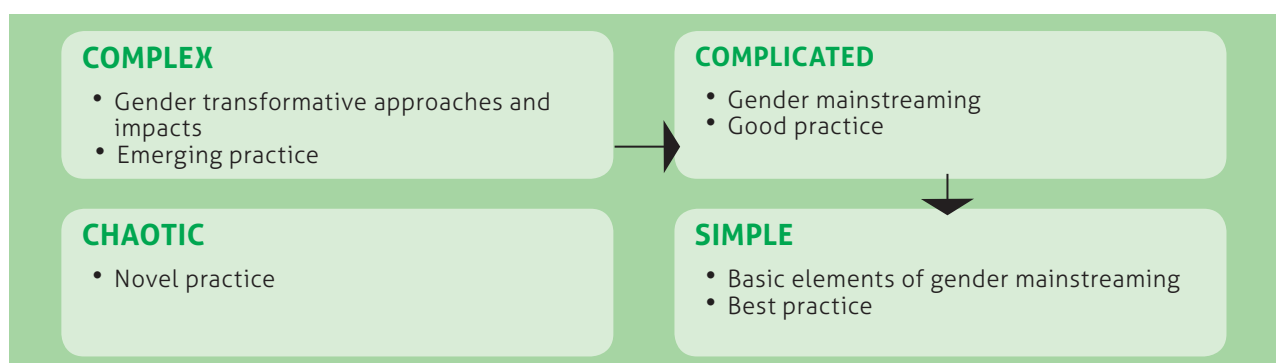 COMPLEX
• Gender transformative approaches and
impacts
• Emerging practice
COMPLICATED
• Gender mainstreaming
• Good practice
CHAOTIC
• Novel practice
SIMPLE
• Basic elements of gender mainstreaming
• Best practice